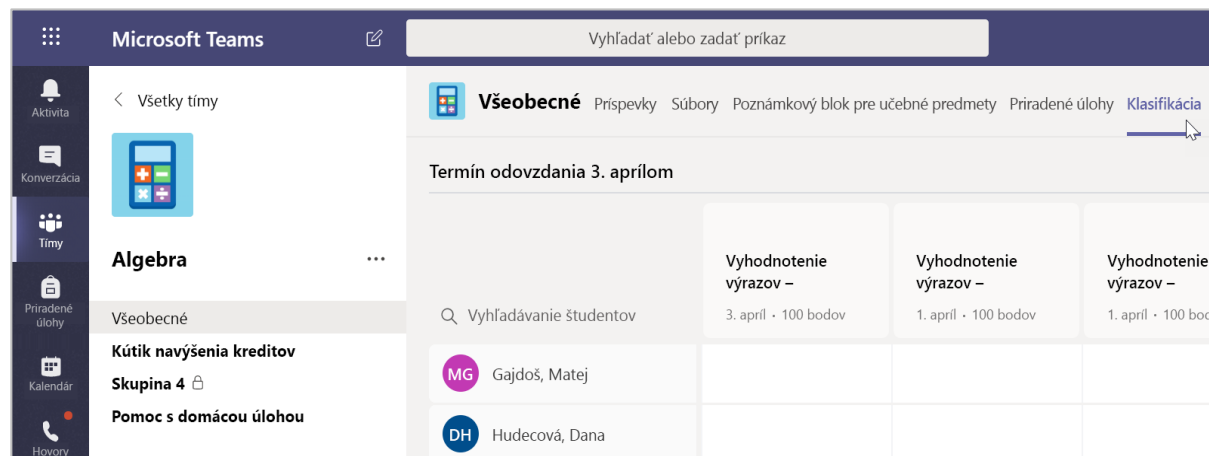 Microsoft Teams
Vyhľadať alebo zadať príkaz
Aktivita
Konverzácia
Tímy
Priradené
úlohy
Kalendár
Hovory
Všetky tímy
Algebra
Všeobecné
Kútik navýšenia kreditov
Skupina 4
Pomoc s domácou úlohou
Všeobecné Príspevky Súbory Poznámkový blok pre učebné predmety Priradené úlohy Klasifikácia
Termín odovzdania 3. aprílom
Vyhľadávanie študentov
Vyhodnotenie
výrazov –
3. apríl • 100 bodov
Vyhodnotenie
výrazov –
1. apríl • 100 bodov
Vyhodnotenie
výrazov –
1. apríl • 100 bod
MG Gajdoš, Matej
DH Hudecová, Dana